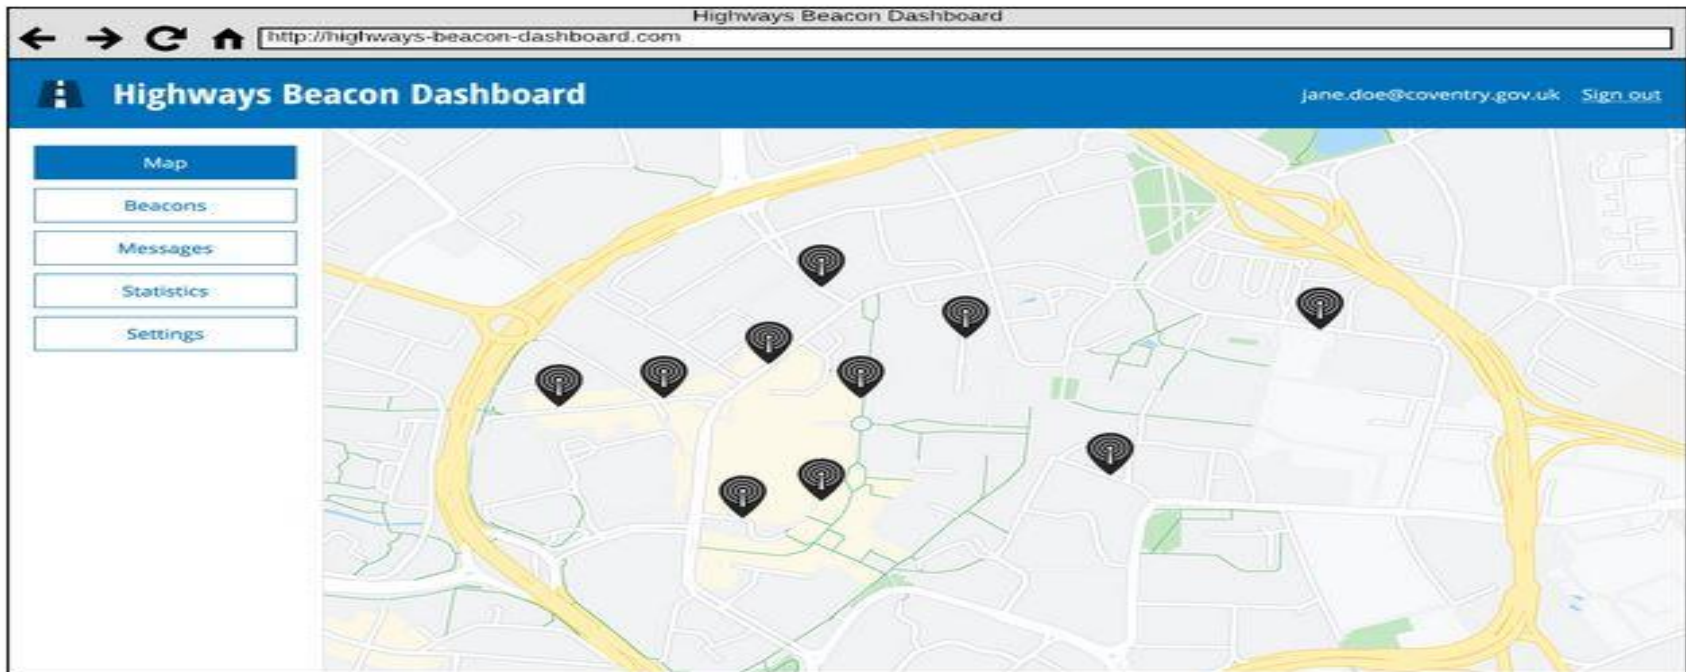 Highways Beacon Dashboard
http://highways-beacon-dashboard.com
Highways Beacon Dashboard
jane.doe@coventry.gov.uk Sign out
Map
Beacons
Messages
Statistics
Settings